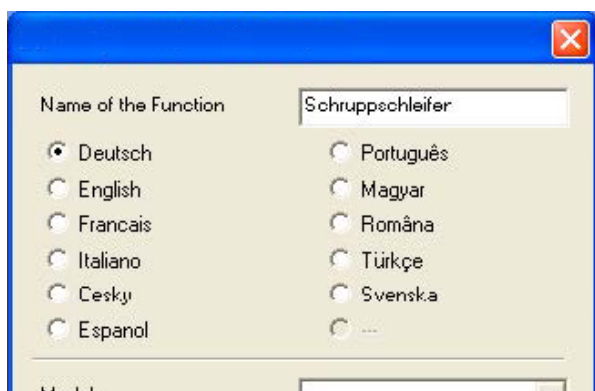 Name of the Function Schruppschleifer
Deutsch Português
English Magyar
Francais Româna
Italiano Türkçe
Cesky Svenska
Espanol ---